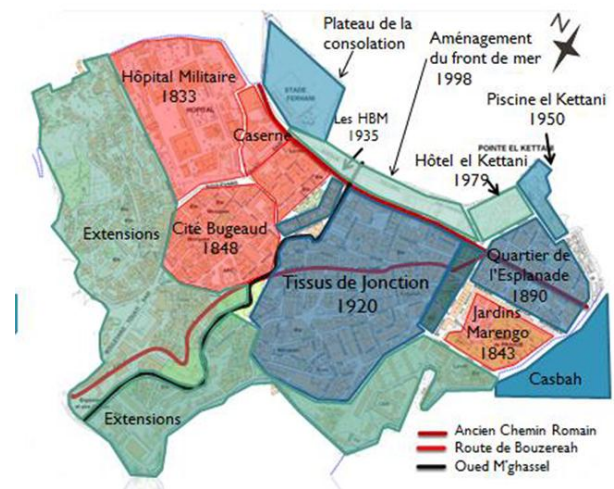 Plateau de la
consolation
N
Aménagement
du front de mer
1998
Hôpital Militaire
1833
HOPITAL
STADE
FERHANI
Piscine el Kettani
1950
Les HBM
1935
Caserne
POINTE EL KETTANI
Hôtel el Kettani
1979
Extensions
Cité Bugeaud
1848
Quartier de
l'Esplanade
1890
Tissus de Jonction
1920
Jardins
Marengo
1843
Casbah
Extensions
Ancien Chemin Romain
Route de Bouzereah
Oued M'ghassel